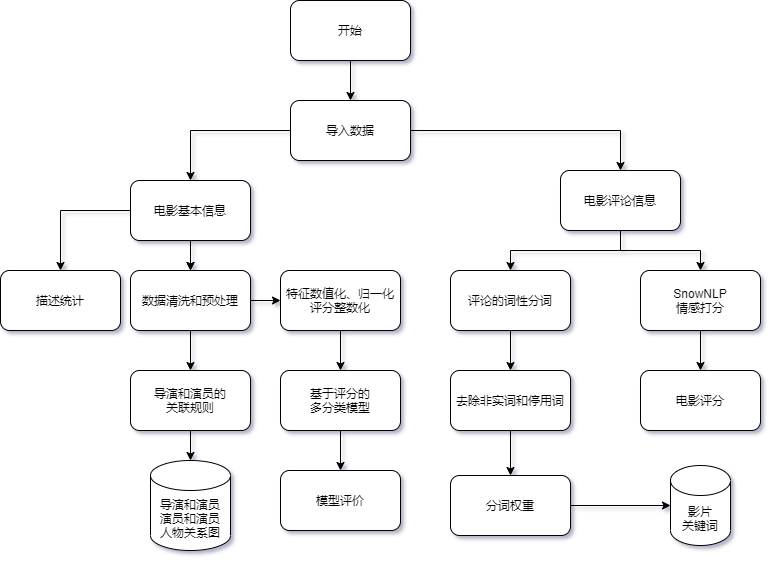 开始
导入数据
电影基本信息
电影评论信息
描述统计
数据清洗和预处理
特征数值化、归一化
评分整数化
评论的词性分词
SnowNLP
情感打分
导演和演员的
关联规则
基于评分的
多分类模型
去除非实词和停用词
电影评分
导演和演员
演员和演员
人物关系图
模型评价
分词权重
影片
关键词